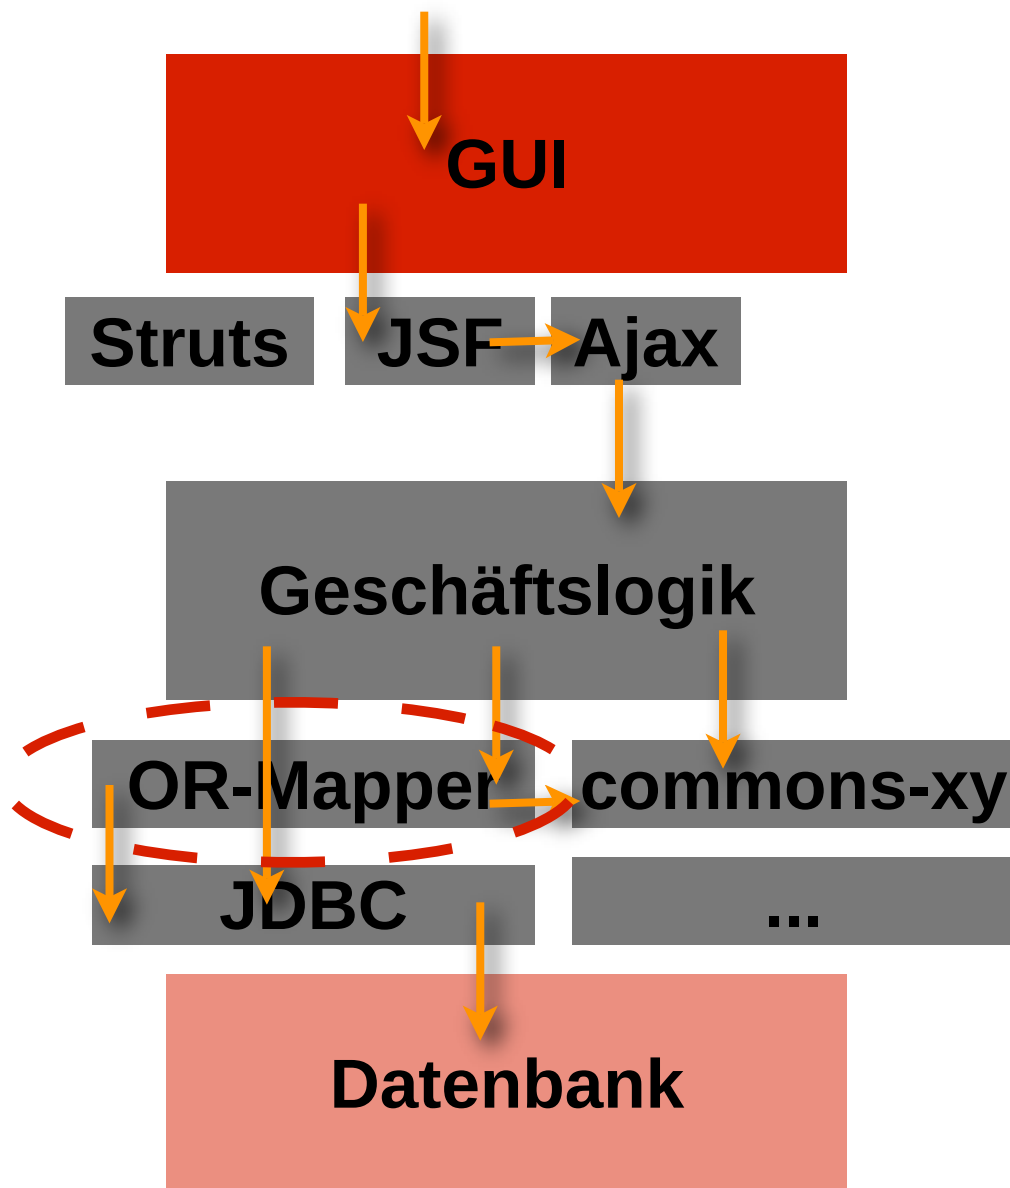 GUI
Struts
JSF
Ajax
Geschäftslogik
OR-Mapper
commons-xy
JDBC
...
Datenbank